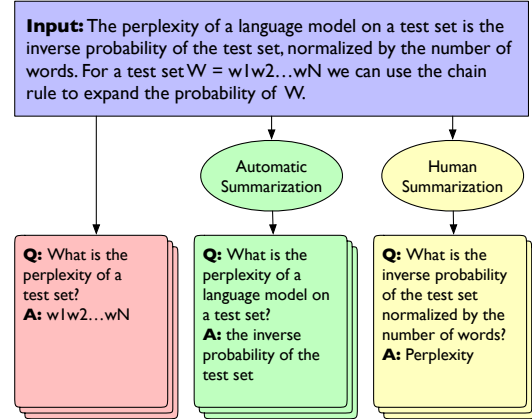 Input: The perplexity of a language model on a test set is the
inverse probability of the test set, normalized by the number of
words. For a test set W = w1w2…wN we can use the chain
rule to expand the probability of W.
Automatic
Summarization
Human
Summarization
Q: What is the
perplexity of a
test set?
A: w1w2…wN
Q: What is the
perplexity of a
language model on
a test set?
A: the inverse
probability of the
test set
Q: What is the
inverse probability
of the test set
normalized by the
number of words?
A: Perplexity